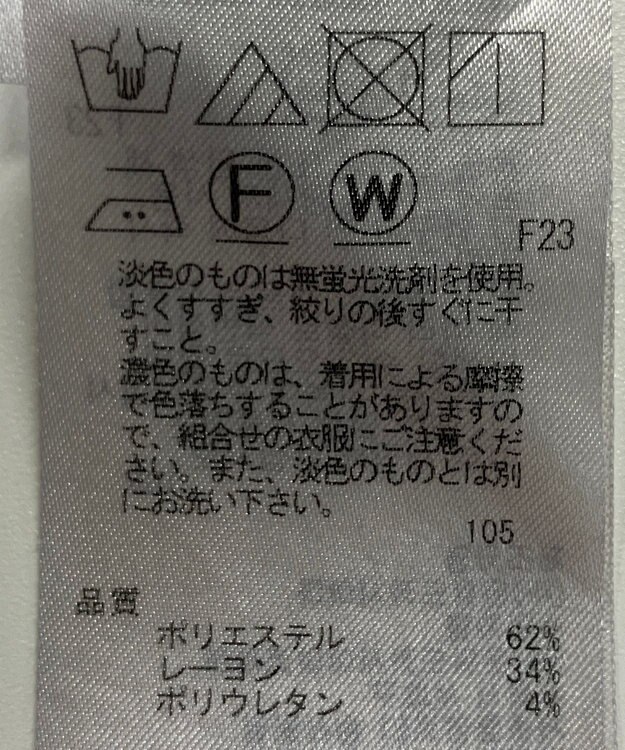 F W
F23
淡色のものは無蛍光洗剤を使用。
よくすすぎ、絞りの後すぐに干
すこと。
濃色のものは、着用による摩擦
で色落ちすることがありますの
で、組合せの衣服にご注意くだ
さい。また、淡色のものとは別
にお洗い下さい。
105
品質
ポリエステル 62%
レーヨン 34%
ポリウレタン 4%